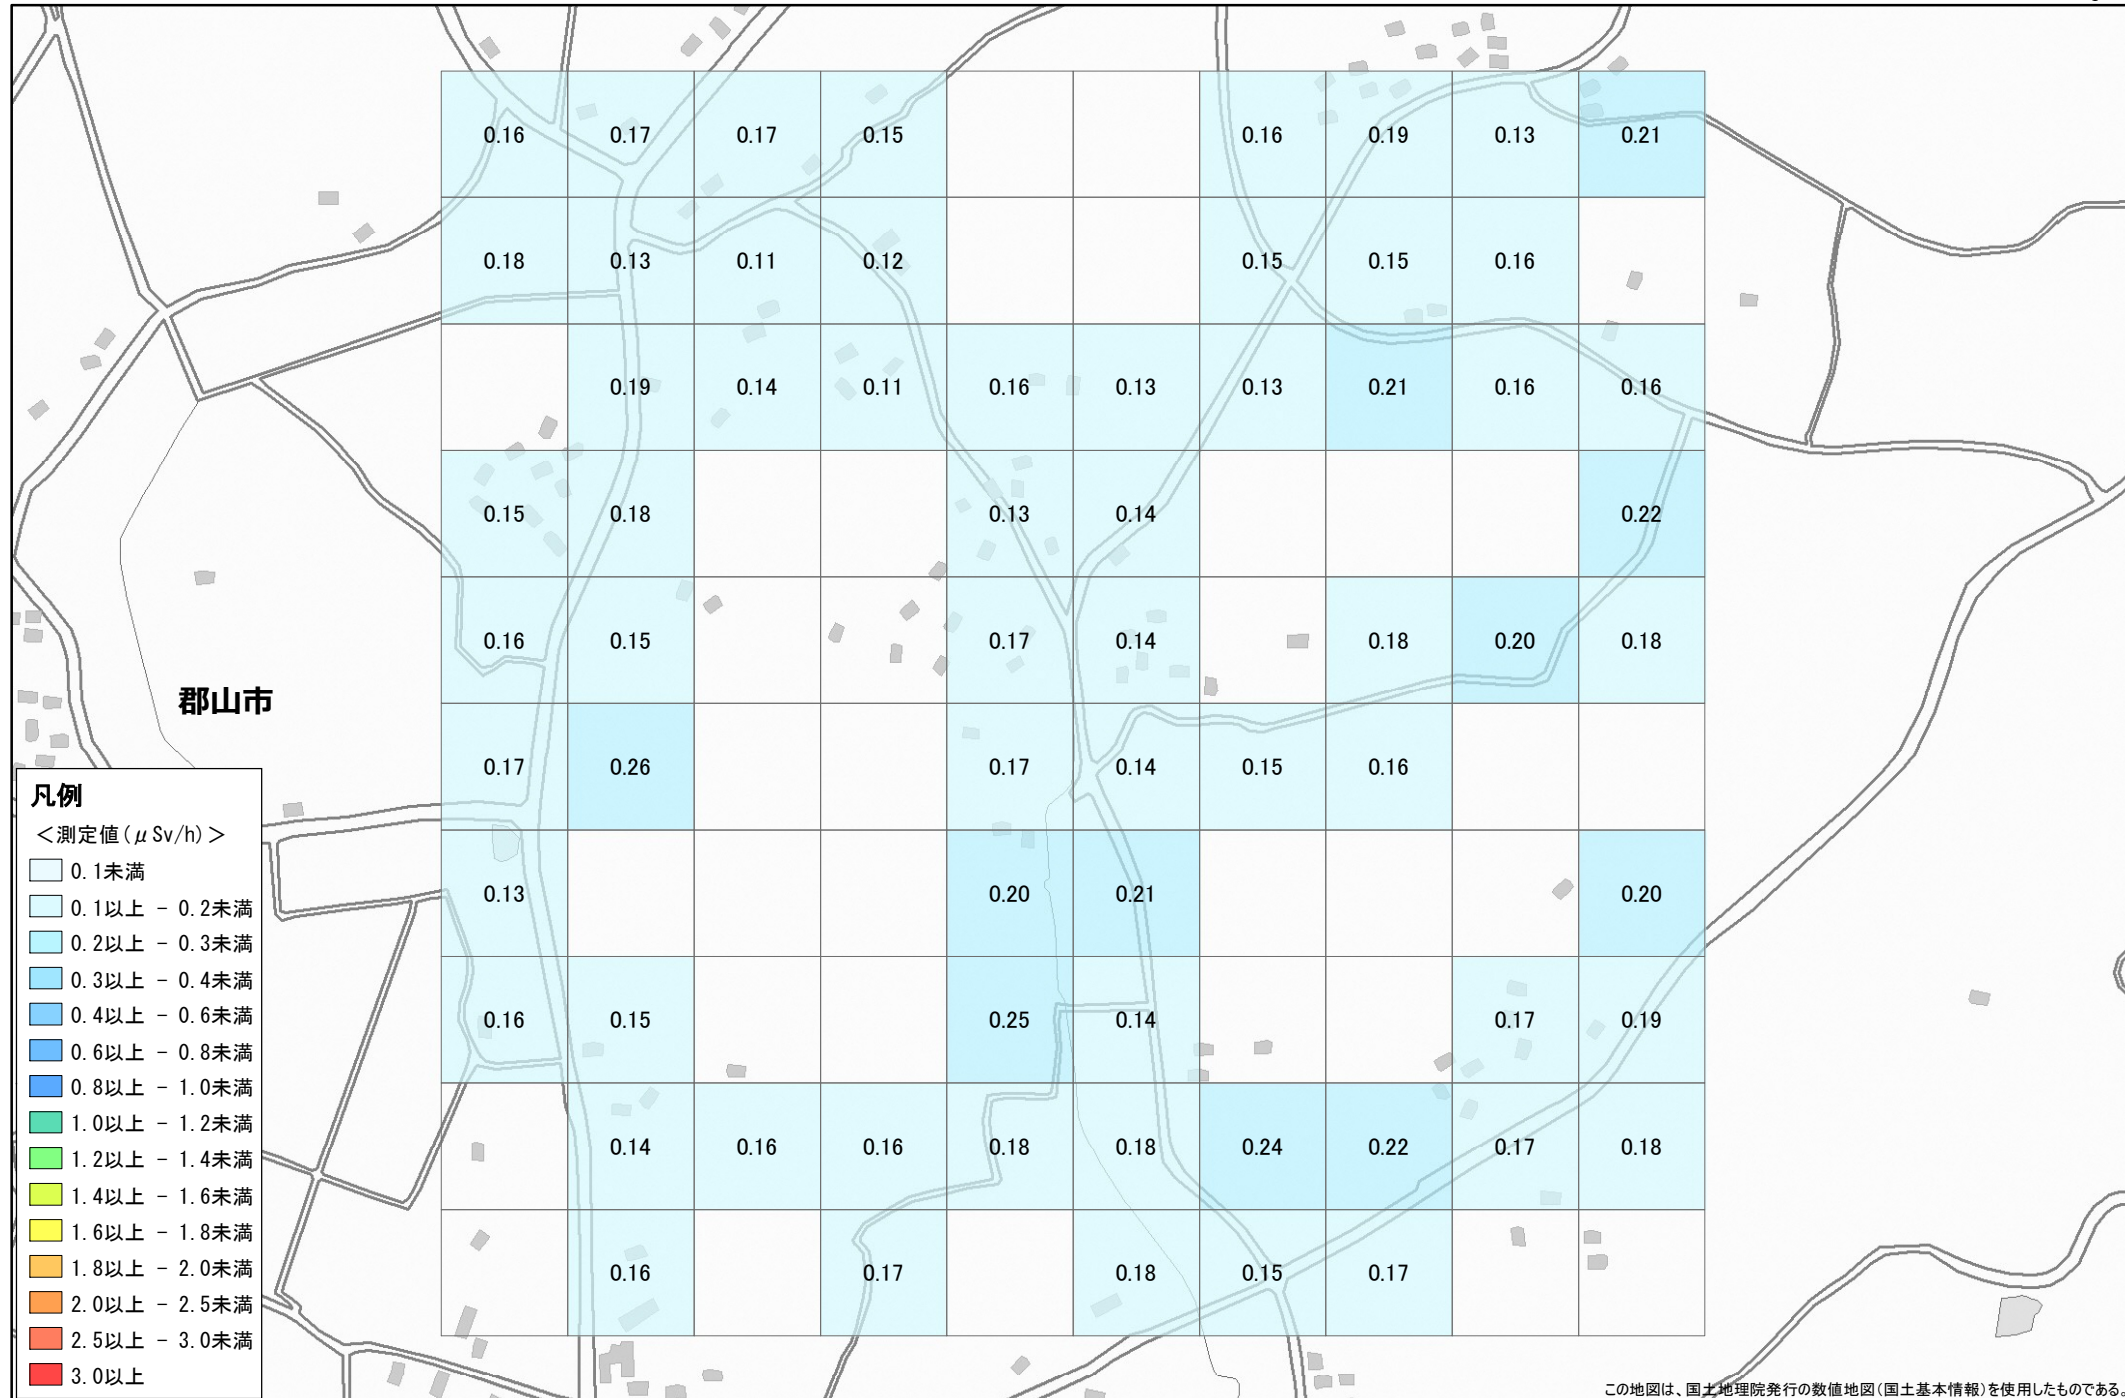 0.16 0.17 0.17 0.15 0.16 0.19 0.13 0.21
0.18 0.13 0.11 0.12 0.15 0.15 0.16
0.19 0.14 0.11 0.16 0.13 0.13 0.21 0.16 0.16
0.15 0.18 0.13 0.14 0.22
0.16 0.15 0.17 0.14 0.18 0.20 0.18
郡山市
0.17 0.26 0.17 0.14 0.15 0.16
0.13 0.20 0.21 0.20
0.16 0.15 0.25 0.14 0.17 0.19
0.14 0.16 0.16 0.18 0.18 0.24 0.22 0.17 0.18
0.16 0.17 0.18 0.15 0.17
凡例
＜測定値(μSv/h)＞
0.1未満
0.1以上 - 0.2未満
0.2以上 - 0.3未満
0.3以上 - 0.4未満
0.4以上 - 0.6未満
0.6以上 - 0.8未満
0.8以上 - 1.0未満
1.0以上 - 1.2未満
1.2以上 - 1.4未満
1.4以上 - 1.6未満
1.6以上 - 1.8未満
1.8以上 - 2.0未満
2.0以上 - 2.5未満
2.5以上 - 3.0未満
3.0以上
この地図は、国土地理院発行の数値地図(国土基本情報)を使用したものである。